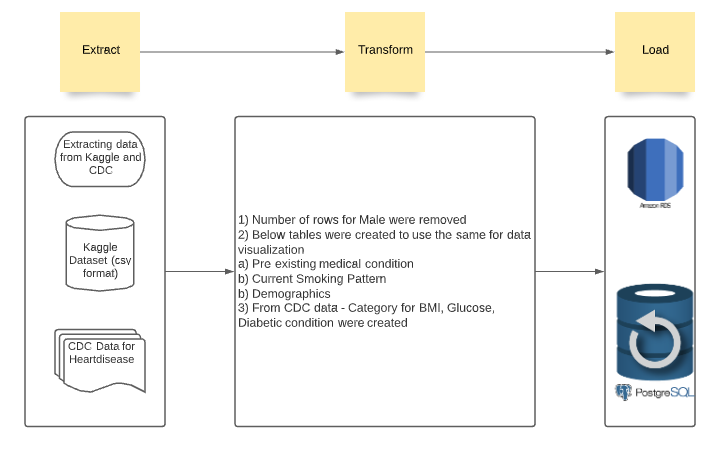 Extract
Transform
Load
Extracting data
from Kaggle and
CDC
Kaggle
Dataset (csv
format)
CDC Data for
Heartdisease
1) Number of rows for Male were removed
2) Below tables were created to use the same for data
visualization
a) Pre existing medical condition
b) Current Smoking Pattern
b) Demographics
3) From CDC data - Category for BMI, Glucose,
Diabetic condition were created
Amazon RDS
PostgreSQL